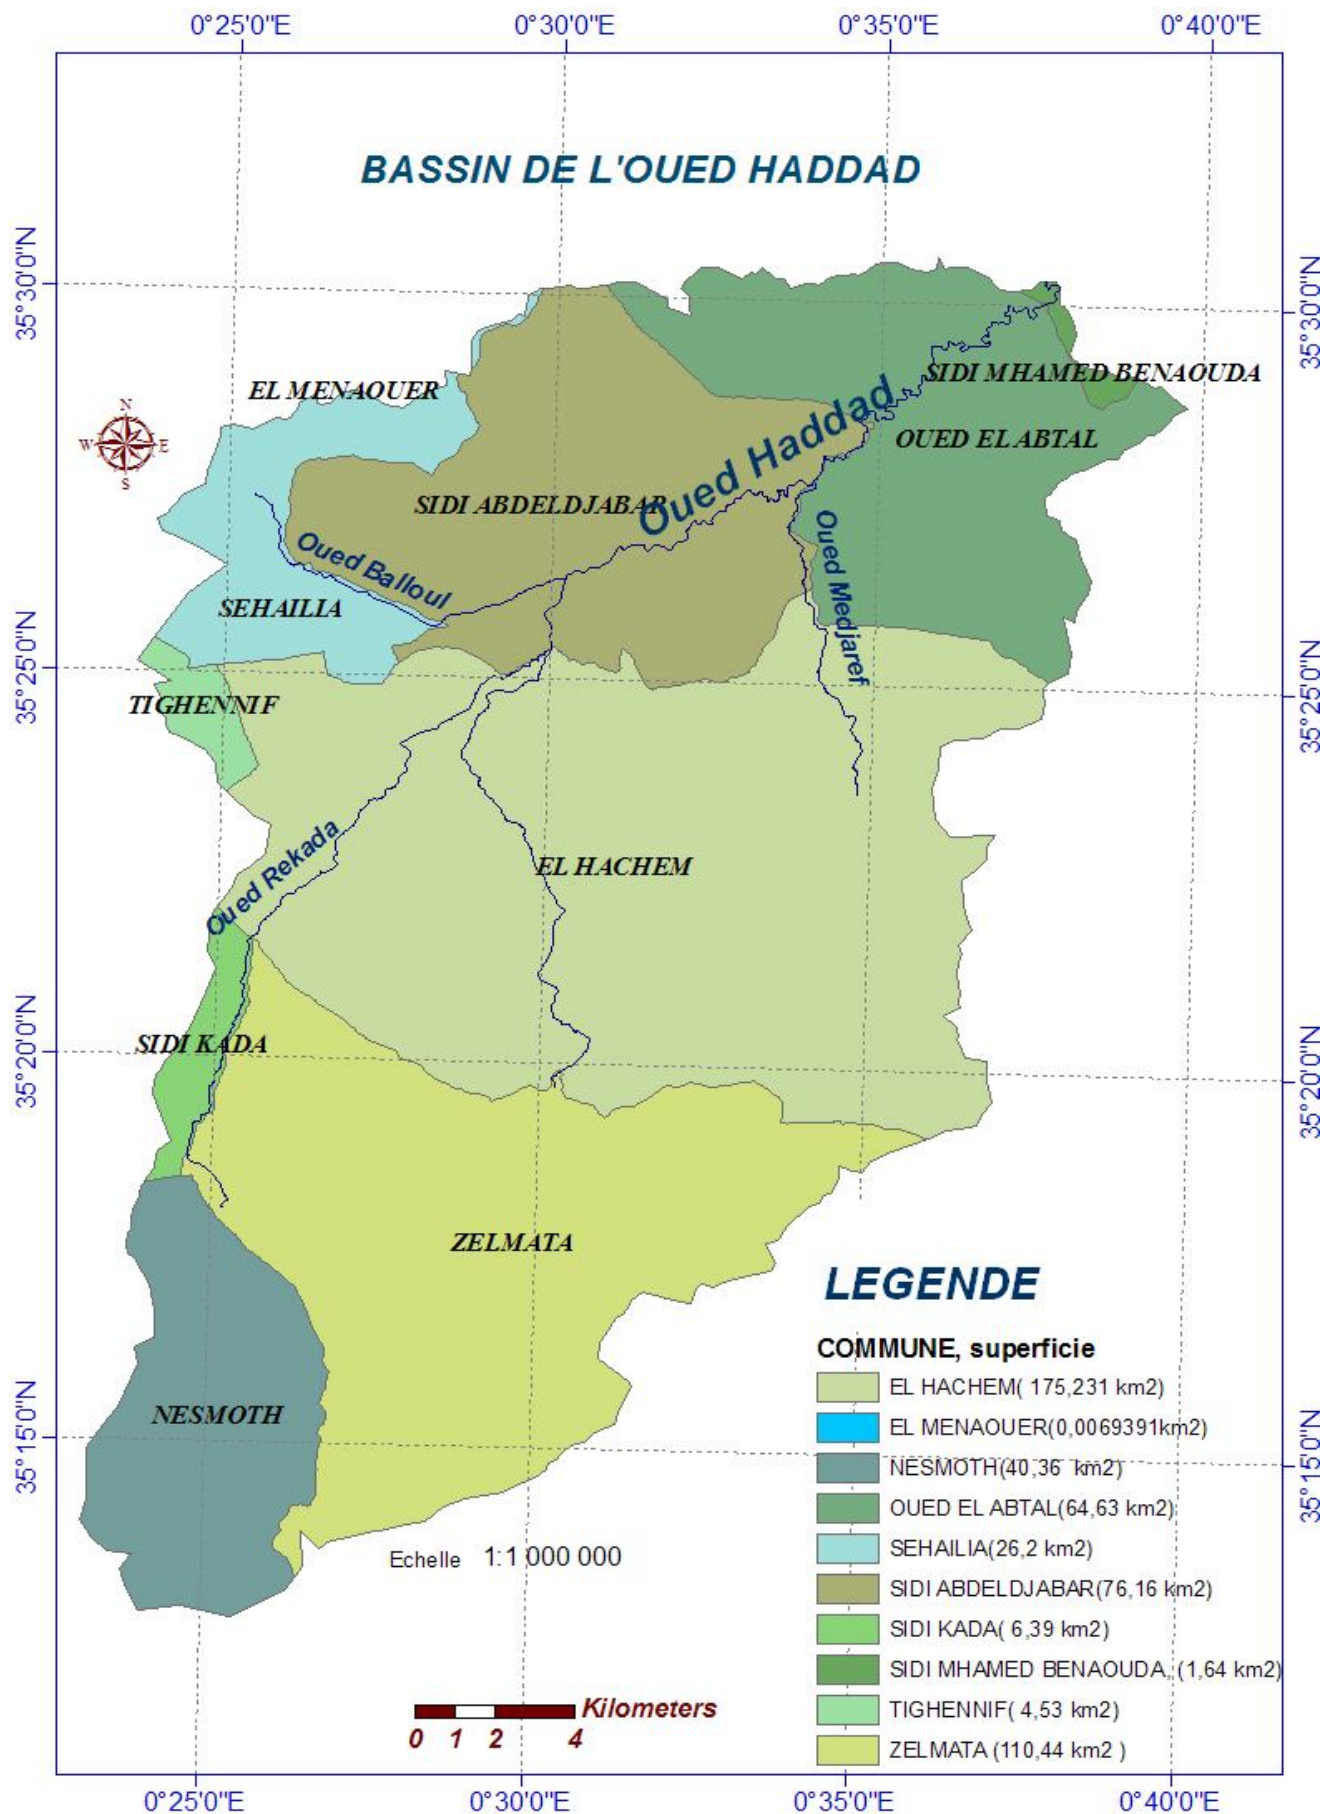 0°25'0"E 0°30'0"E 0°35'0"E 0°40'0"E
BASSIN DE L'OUED HADDAD
35°30'0"N
35°30'0"N
EL MENAOUER
SIDI MHAMED BENAOUDA
N
W E
S
OUED EL ABTAL
Oued Haddad
SIDI ABDELDJABAR
Oued Balloul
Oued Medjaref
SEHAILIA
35°25'0"N
35°25'0"N
TIGHENNIF
Oued Rekada
EL HACHEM
35°20'0"N
SIDI KADA
35°20'0"N
ZELMATA
LEGENDE
COMMUNE, superficie
EL HACHEM( 175,231 km2)
NESMOTH
35°15'0"N
EL MENAOUER(0,0069391km2)
NESMOTH(40,36 km2)
35°15'0"N
OUED EL ABTAL(64,63 km2)
Echelle 1:1 000 000
SEHAILIA(26,2 km2)
SIDI ABDELDJABAR(76,16 km2)
SIDI KADA( 6,39 km2)
SIDI MHAMED BENAOUDA, (1,64 km2)
Kilometers
0 1 2 4
TIGHENNIF( 4,53 km2)
ZELMATA (110,44 km2 )
0°25'0"E 0°30'0"E 0°35'0"E 0°40'0"E